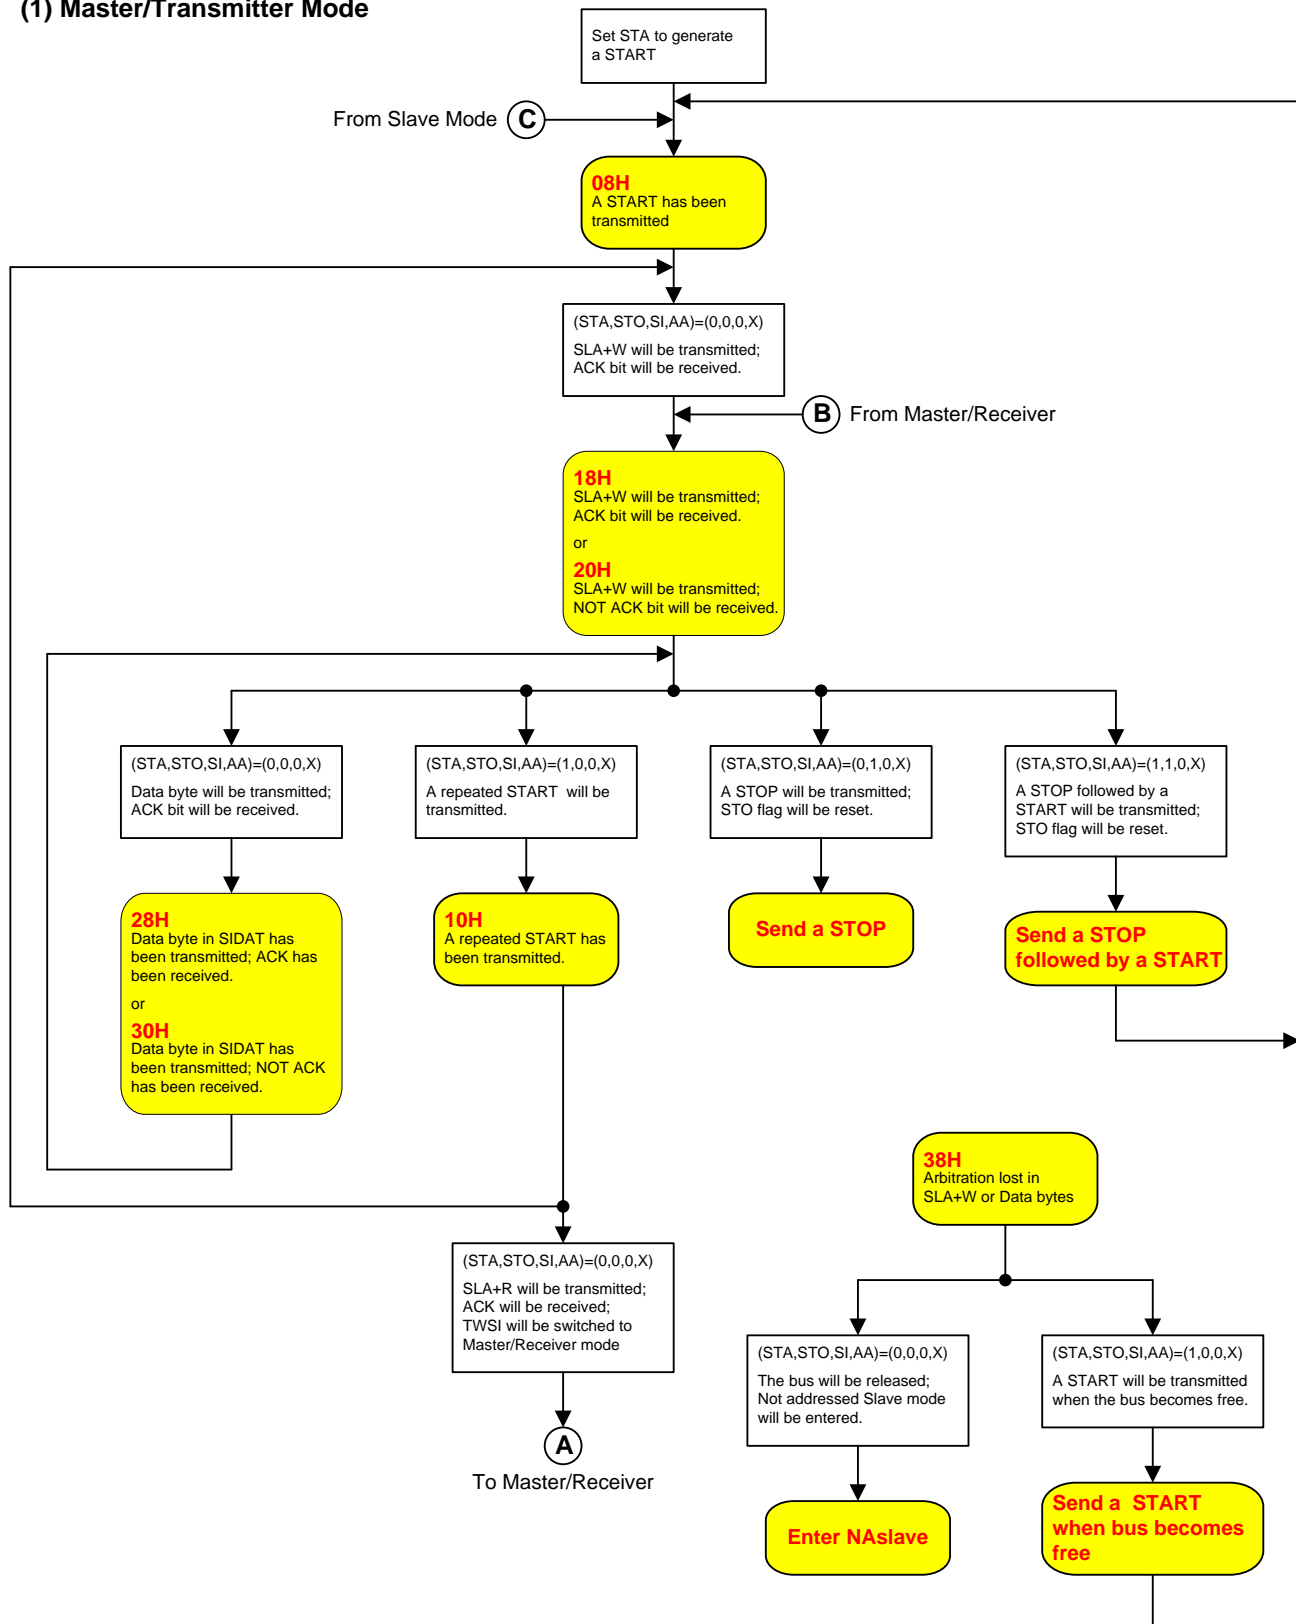 (1) Master/Transmitter Mode
Set STA to generate
a START
From Slave Mode
C
08H
A START has been
transmitted
(STA,STO,SI,AA)=(0,0,0,X)
SLA+W will be transmitted;
ACK bit will be received.
B
From Master/Receiver
18H
SLA+W will be transmitted;
ACK bit will be received.
or
20H
SLA+W will be transmitted;
NOT ACK bit will be received.
(STA,STO,SI,AA)=(0,0,0,X)
Data byte will be transmitted;
ACK bit will be received.
(STA,STO,SI,AA)=(1,0,0,X)
A repeated START will be
transmitted.
(STA,STO,SI,AA)=(0,1,0,X)
A STOP will be transmitted;
STO flag will be reset.
(STA,STO,SI,AA)=(1,1,0,X)
A STOP followed by a
START will be transmitted;
STO flag will be reset.
28H
Data byte in SIDAT has
been transmitted; ACK has
been received.
or
30H
Data byte in SIDAT has
been transmitted; NOT ACK
has been received.
10H
A repeated START has
been transmitted.
Send a STOP
Send a STOP
followed by a START
38H
Arbitration lost in
SLA+W or Data bytes
(STA,STO,SI,AA)=(0,0,0,X)
SLA+R will be transmitted;
ACK will be received;
TWSI will be switched to
Master/Receiver mode
(STA,STO,SI,AA)=(0,0,0,X)
The bus will be released;
Not addressed Slave mode
will be entered.
(STA,STO,SI,AA)=(1,0,0,X)
A START will be transmitted
when the bus becomes free.
A
To Master/Receiver
Enter NAslave
Send a START
when bus becomes
free